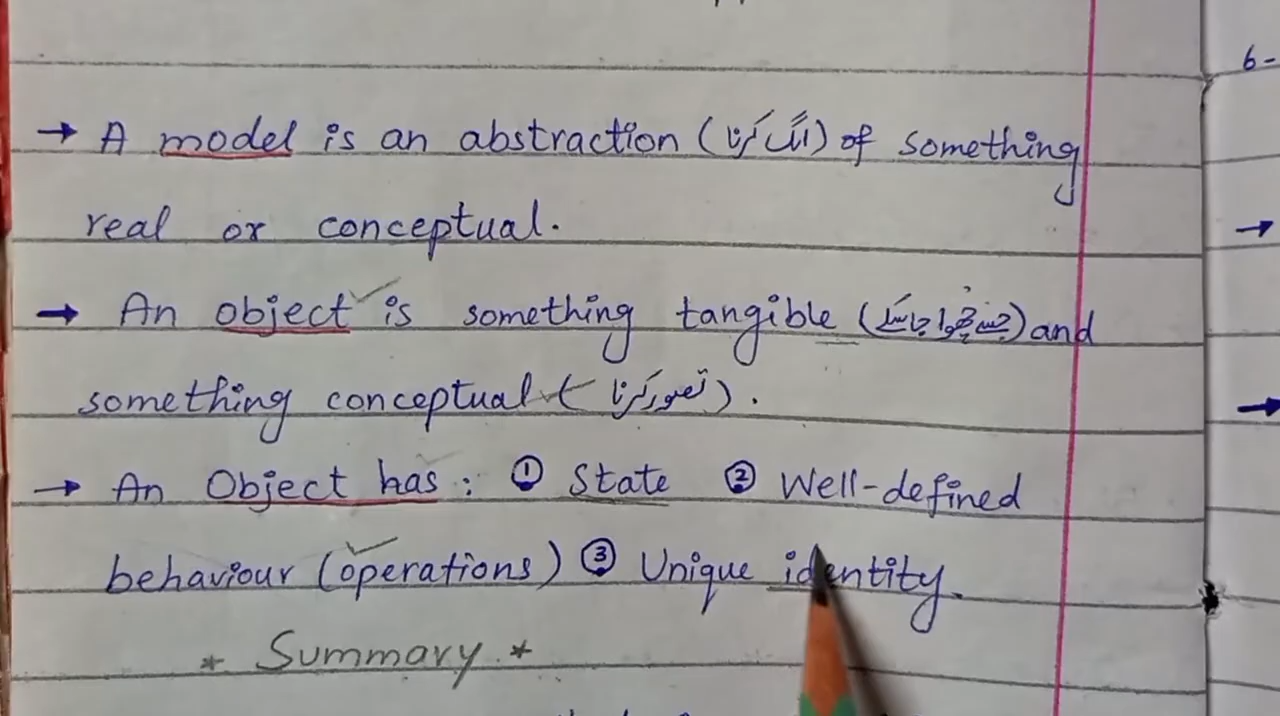 6-
→ A model is an abstraction (الگ کرنا) of something
real or conceptual.
→ An object is something tangible (جسے چھوا جا سکے) and
something conceptual (تصور کرنا).
→ An Object has: ① State ② Well-defined
behaviour (operations) ③ Unique identity.
* Summary *